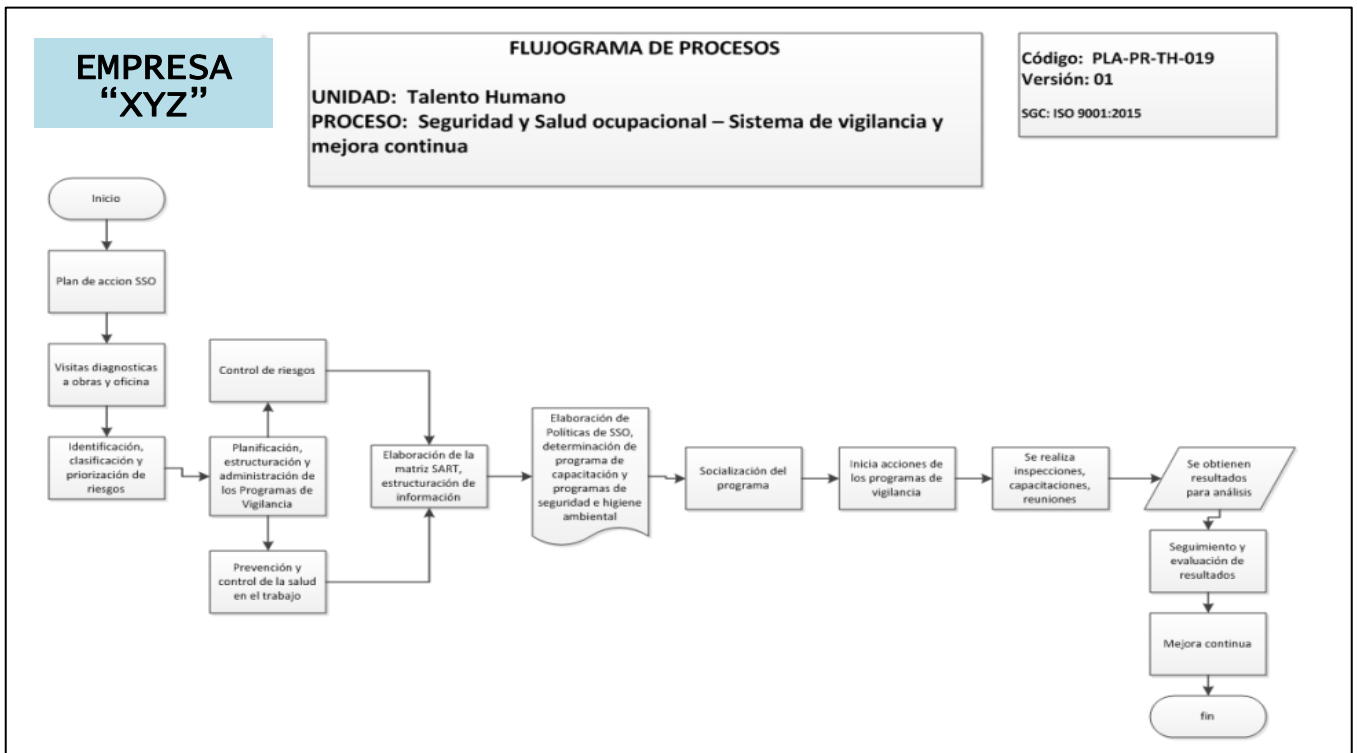 EMPRESA
“XYZ”
FLUJOGRAMA DE PROCESOS
UNIDAD: Talento Humano
PROCESO: Seguridad y Salud ocupacional – Sistema de vigilancia y
mejora continua
Código: PLA-PR-TH-019
Versión: 01
SGC: ISO 9001:2015
Inicio
Plan de accion SSO
Visitas diagnosticas
a obras y oficina
Identificación,
clasificación y
priorización de
riesgos
Control de riesgos
Planificación,
estructuración y
administración de
los Programas de
Vigilancia
Prevención y
control de la salud
en el trabajo
Elaboración de la
matriz SART,
estructuración de
información
Elaboración de
Políticas de SSO,
determinación de
programa de
capacitación y
programas de
seguridad e higiene
ambiental
Socialización del
programa
Inicia acciones de
los programas de
vigilancia
Se realiza
inspecciones,
capacitaciones,
reuniones
Se obtienen
resultados
para análisis
Seguimiento y
evaluación de
resultados
Mejora continua
fin